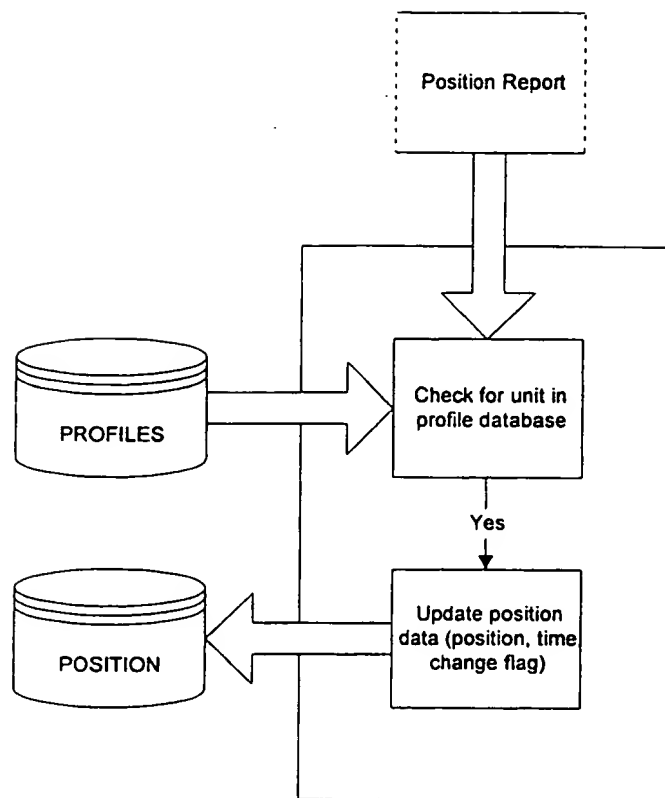 Position Report
Check for unit in
profile database
PROFILES
Yes
Update position
data (position, time
change flag)
POSITION